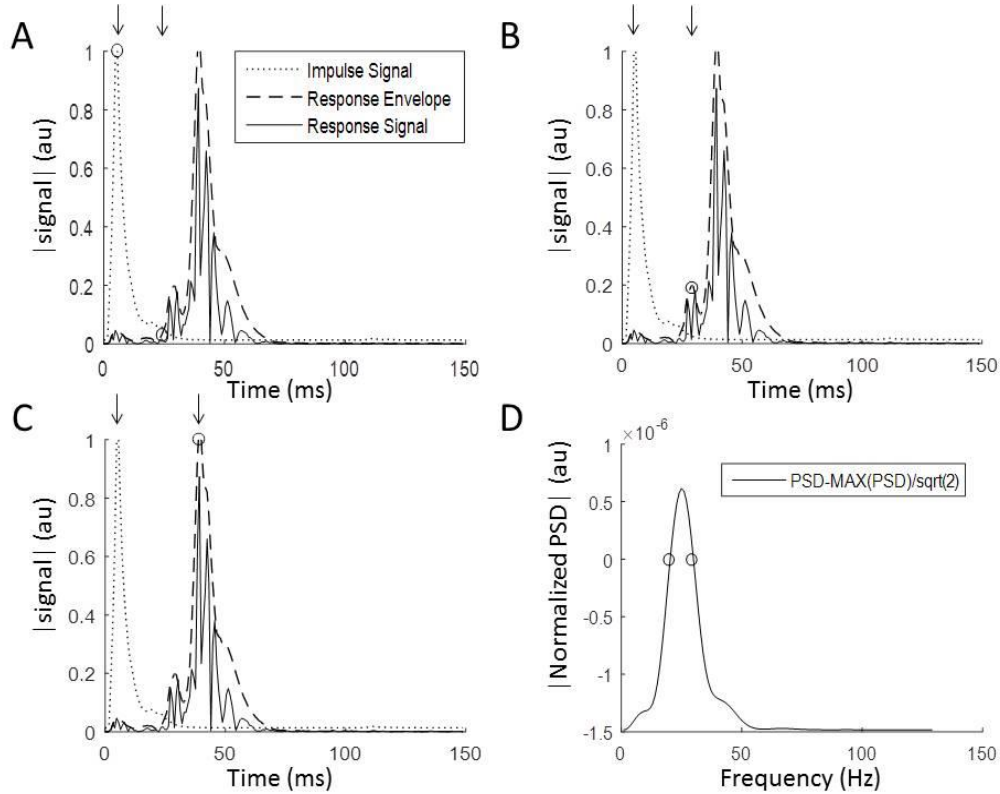 A
1
0.8
0.6
0.4
0.2
0
|signal| (au)
Impulse Signal
Response Envelope
Response Signal
0
50
100
150
Time (ms)
B
1
0.8
0.6
0.4
0.2
0
|signal| (au)
0
50
100
150
Time (ms)
C
1
0.8
0.6
0.4
0.2
0
|signal| (au)
0
50
100
150
Time (ms)
D
×10⁻⁶
1
0.5
0
-0.5
-1
-1.5
|Normalized PSD| (au)
PSD-MAX(PSD)/sqrt(2)
0
50
100
150
Frequency (Hz)